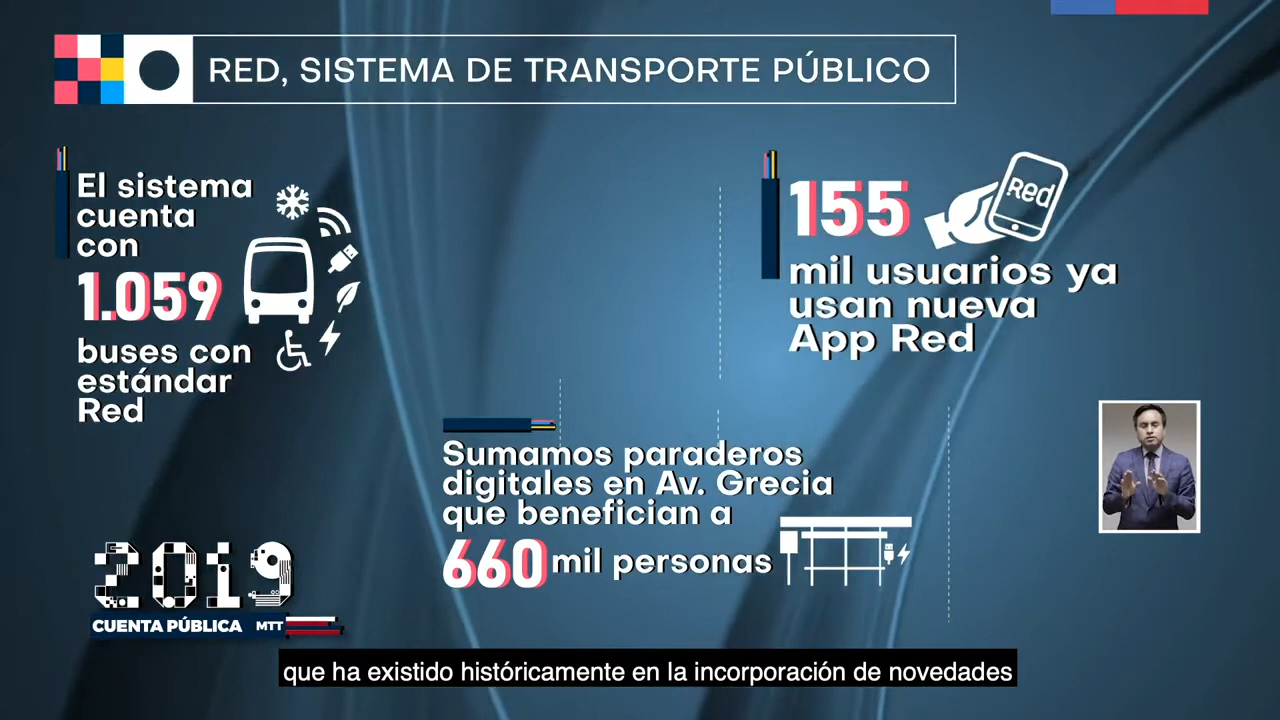 RED, SISTEMA DE TRANSPORTE PÚBLICO
El sistema
cuenta
con
1.059
buses con
estándar
Red
155
Red
mil usuarios ya
usan nueva
App Red
Sumamos paraderos
digitales en Av. Grecia
que benefician a
660 mil personas
2019
CUENTA PÚBLICA MTT
que ha existido históricamente en la incorporación de novedades